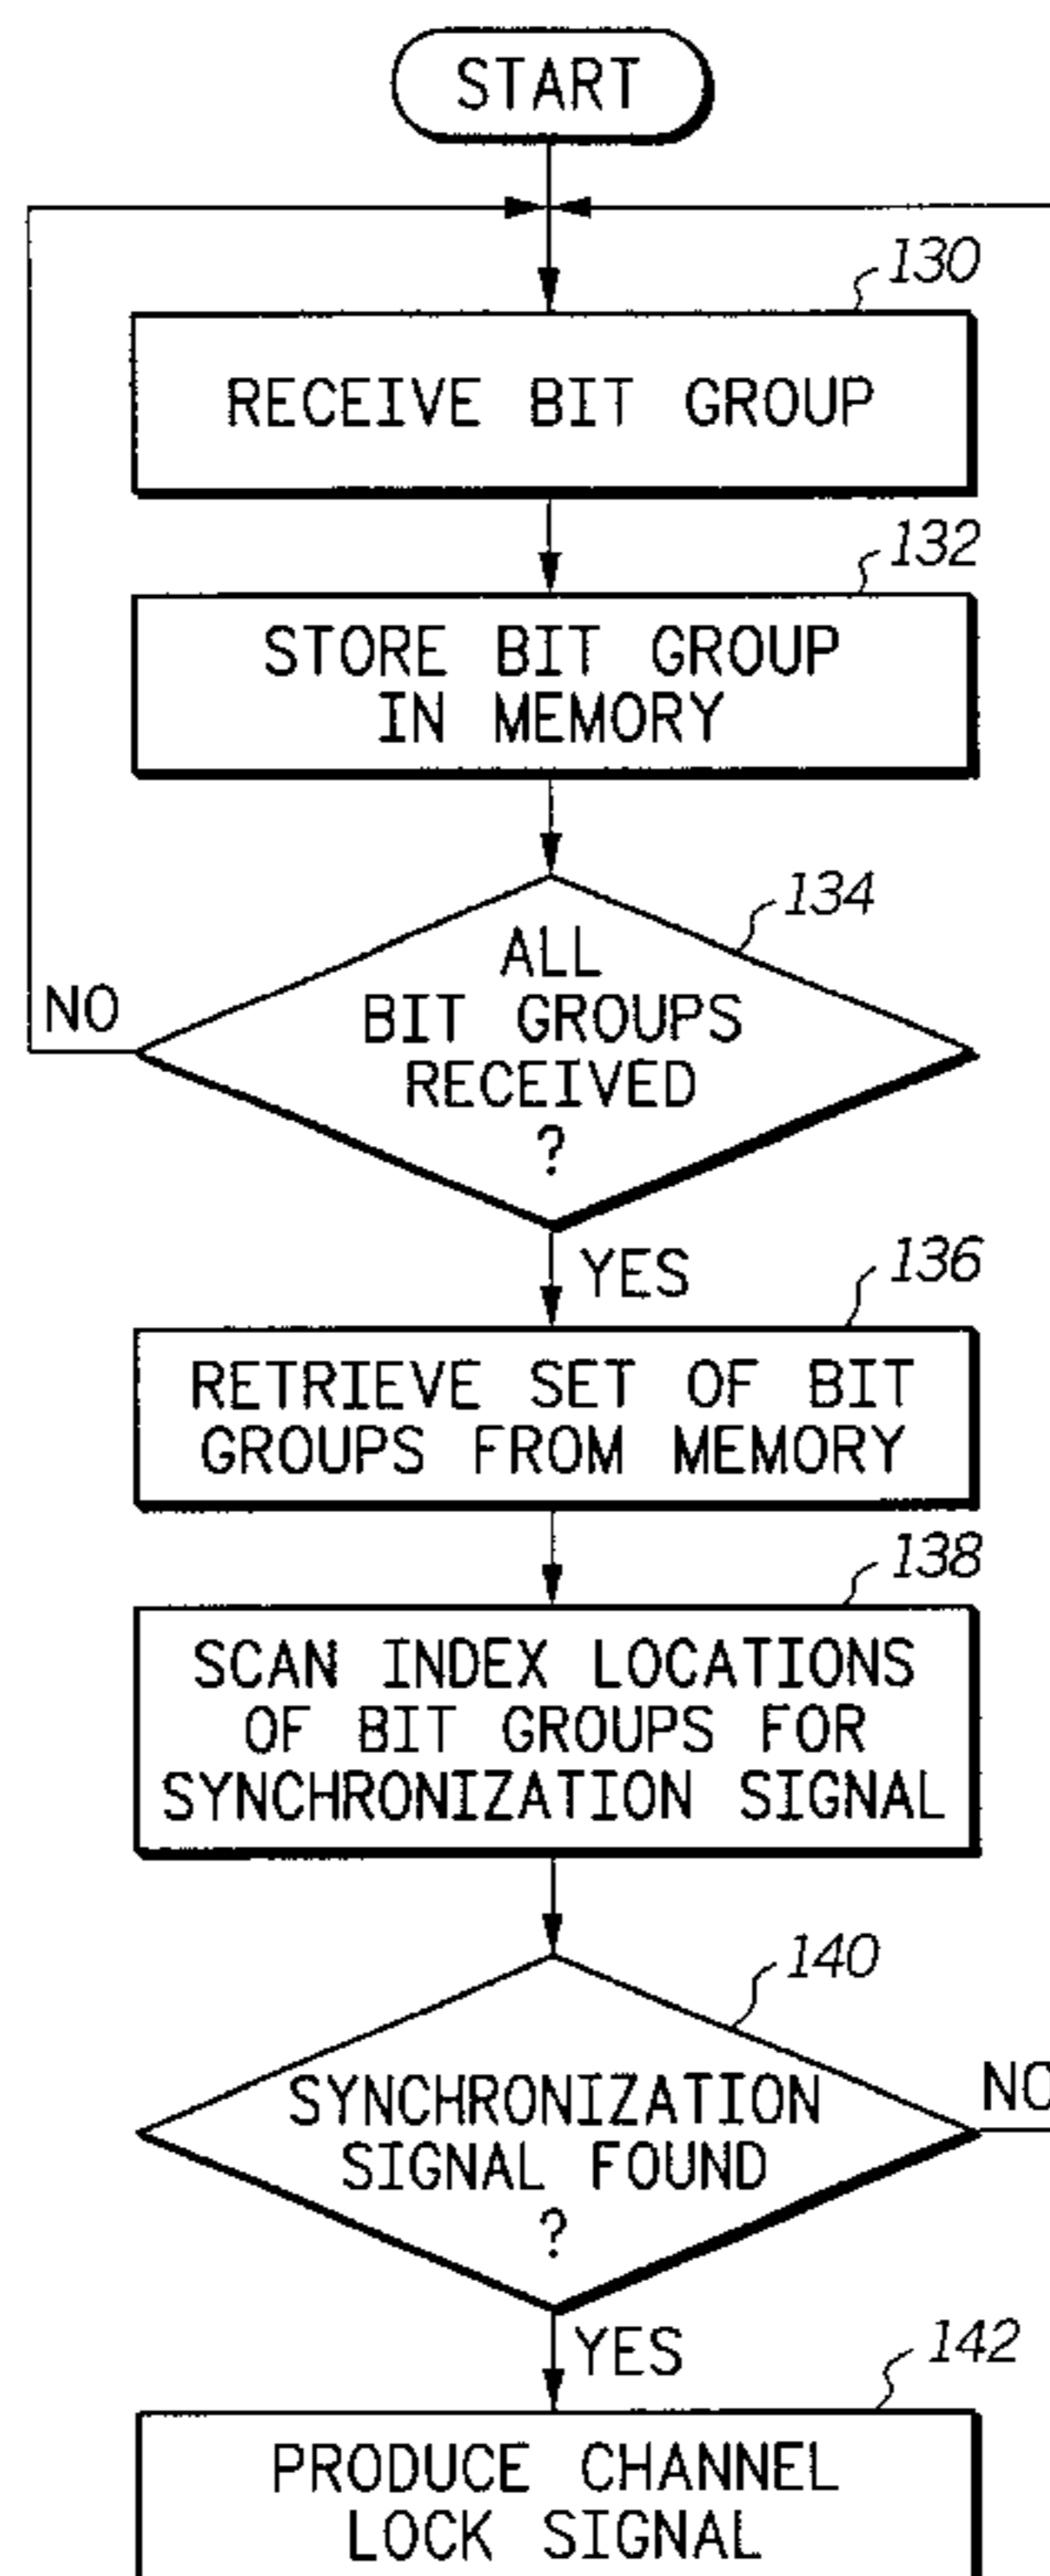 START
130
RECEIVE BIT GROUP
132
STORE BIT GROUP
IN MEMORY
134
ALL
BIT GROUPS
RECEIVED
?
NO
YES
136
RETRIEVE SET OF BIT
GROUPS FROM MEMORY
138
SCAN INDEX LOCATIONS
OF BIT GROUPS FOR
SYNCHRONIZATION SIGNAL
140
SYNCHRONIZATION
SIGNAL FOUND
?
NO
YES
142
PRODUCE CHANNEL
LOCK SIGNAL